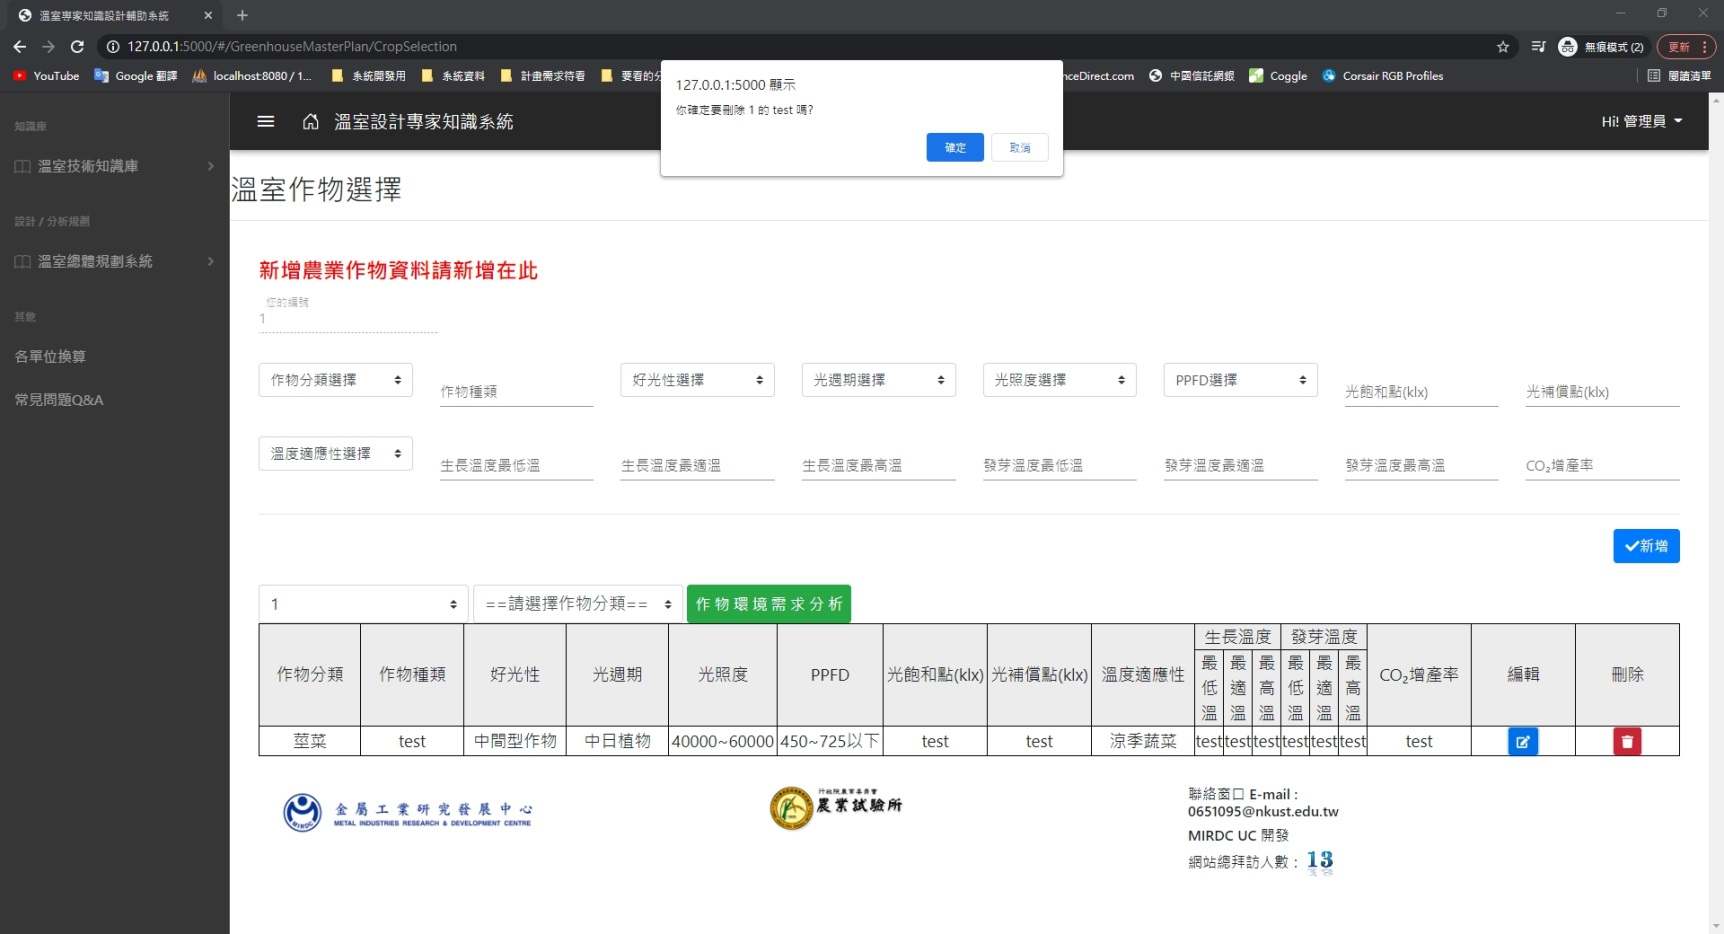 溫室專家知識設計輔助系統
127.0.0.1:5000/#/GreenhouseMasterPlan/CropSelection
無痕模式 (2)
更新
YouTube
Google 翻譯
localhost:8080 / 1...
系統開發用
系統資料
計畫需求待看
要看的分
nceDirect.com
中國信託網銀
Coggle
Corsair RGB Profiles
閱讀清單
127.0.0.1:5000 顯示
你確定要刪除 1 的 test 嗎?
確定
取消
知識庫
溫室技術知識庫
設計 / 分析規劃
溫室總體規劃系統
其他
各單位換算
常見問題Q&A
溫室設計專家知識系統
Hi! 管理員
溫室作物選擇
新增農業作物資料請新增在此
您的編號
1
作物分類選擇 作物種類 好光性選擇 光週期選擇 光照度選擇 PPFD選擇 光飽和點(klx) 光補償點(klx)
溫度適應性選擇 生長溫度最低溫 生長溫度最適溫 生長溫度最高溫 發芽溫度最低溫 發芽溫度最適溫 發芽溫度最高溫 CO₂增產率
新增
1 ==請選擇作物分類== 作物環境需求分析
作物分類 作物種類 好光性 光週期 光照度 PPFD 光飽和點(klx) 光補償點(klx) 溫度適應性 生長溫度 發芽溫度 CO₂增產率 編輯 刪除
最低溫 最適溫 最高溫 最低溫 最適溫 最高溫
莖菜 test 中間型作物 中日植物 40000~60000 450~725以下 test test 涼季蔬菜 test test test test test test test
MIRDC
金屬工業研究發展中心
METAL INDUSTRIES RESEARCH & DEVELOPMENT CENTRE
行政院農業委員會
農業試驗所
聯絡窗口 E-mail :
0651095@nkust.edu.tw
MIRDC UC 開發
網站總拜訪人數 : 13